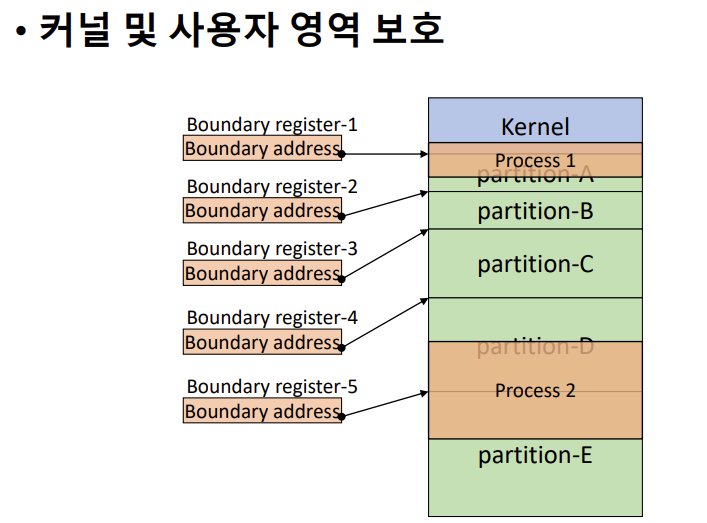 • 커널 및 사용자 영역 보호
Boundary register-1
Boundary address
Boundary register-2
Boundary address
Boundary register-3
Boundary address
Boundary register-4
Boundary address
Boundary register-5
Boundary address
Kernel
Process 1
partition-A
partition-B
partition-C
partition-D
Process 2
partition-E